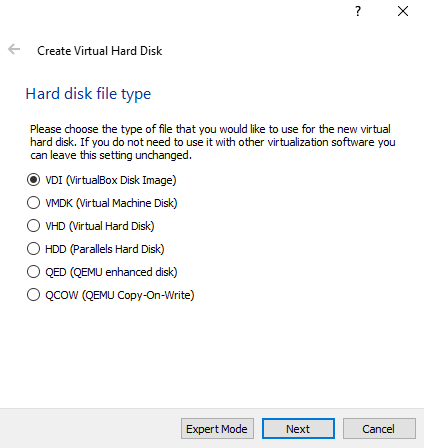 ?
Create Virtual Hard Disk
Hard disk file type
Please choose the type of file that you would like to use for the new virtual
hard disk. If you do not need to use it with other virtualization software you
can leave this setting unchanged.
VDI (VirtualBox Disk Image)
VMDK (Virtual Machine Disk)
VHD (Virtual Hard Disk)
HDD (Parallels Hard Disk)
QED (QEMU enhanced disk)
QCOW (QEMU Copy-On-Write)
Expert Mode Next Cancel